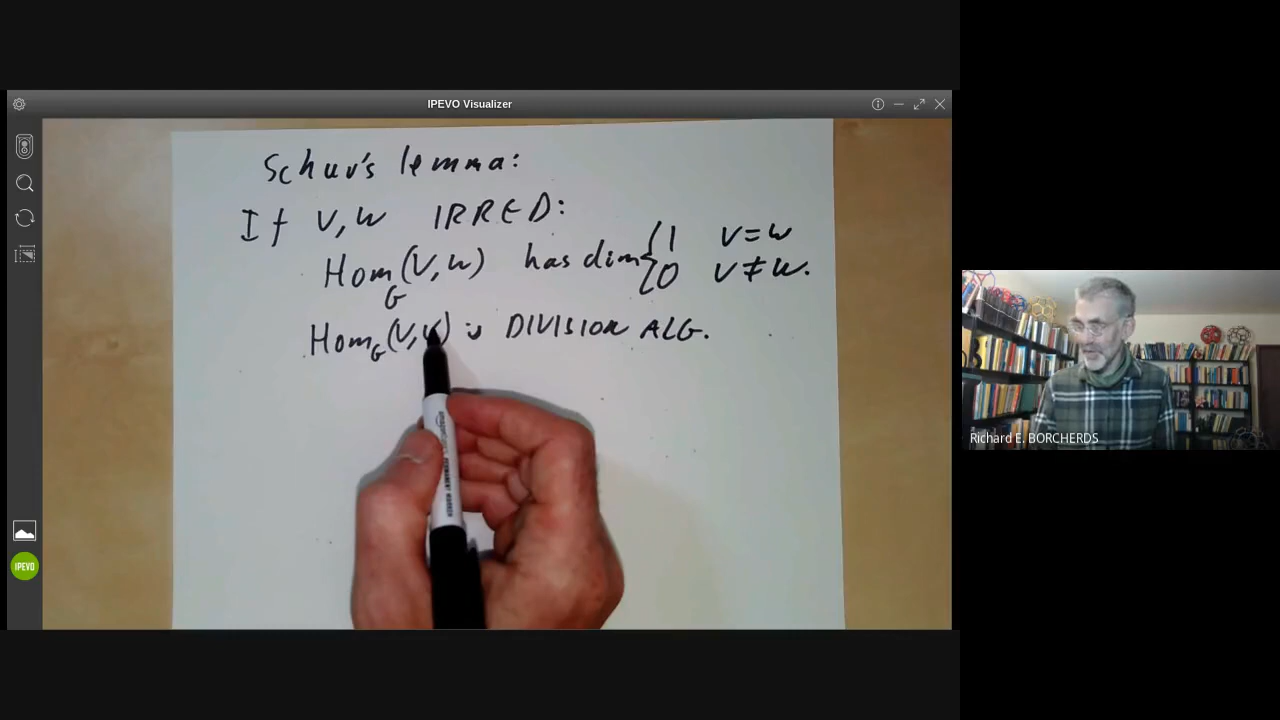 IPEVO Visualizer
Schur's lemma:
If V, W IRRED:
Hom_G(V,W) has dim { 1 V=W
0 V≠W.
Hom_G(V,V) is DIVISION ALG.
Richard E. BORCHERDS
IPEVO